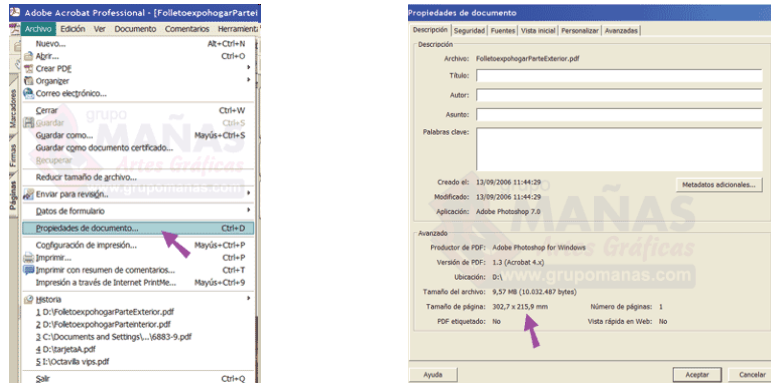 Adobe Acrobat Professional - [FolletoexpohogarPartei
Archivo Edición Ver Documento Comentarios Herramient
Nuevo... Alt+Ctrl+N
Abrir... Ctrl+O
Crear PDF
Organizer
Correo electrónico...
Cerrar Ctrl+W
Guardar Ctrl+S
Guardar como... Mayús+Ctrl+S
Guardar como documento certificado...
Recuperar
Reducir tamaño de archivo...
Enviar para revisión..
Datos de formulario
Propiedades de documento... Ctrl+D
Configuración de impresión... Mayús+Ctrl+P
Imprimir... Ctrl+P
Imprimir con resumen de comentarios... Ctrl+T
Impresión a través de Internet PrintMe... Mayús+Ctrl+9
Historia
1 D:\FolletoexpohogarParteExterior.pdf
2 D:\FolletoexpohogarParteinterior.pdf
3 C:\Documents and Settings\...\6883-9.pdf
4 D:\tarjetaA.pdf
5 I:\Octavilla vips.pdf
Salir Ctrl+Q
Marcadores
Firmas
Páginas
grupo
MAÑAS
Artes Gráficas
www.grupomanas.com
Propiedades de documento
Descripción Seguridad Fuentes Vista inicial Personalizar Avanzadas
Descripción
Archivo: FolletoexpohogarParteExterior.pdf
Título:
Autor:
Asunto:
Palabras clave:
Creado el: 13/09/2006 11:44:29
Metadatos adicionales...
Modificado: 13/09/2006 11:44:29
Aplicación: Adobe Photoshop 7.0
Avanzado
Productor de PDF: Adobe Photoshop for Windows
Versión de PDF: 1.3 (Acrobat 4.x)
Ubicación: D:\
Tamaño del archivo: 9,57 MB (10.032.487 bytes)
Tamaño de página: 302,7 x 215,9 mm Número de páginas: 1
PDF etiquetado: No Vista rápida en Web: No
Ayuda Aceptar Cancelar
grupo
MAÑAS
Artes Gráficas
www.grupomanas.com